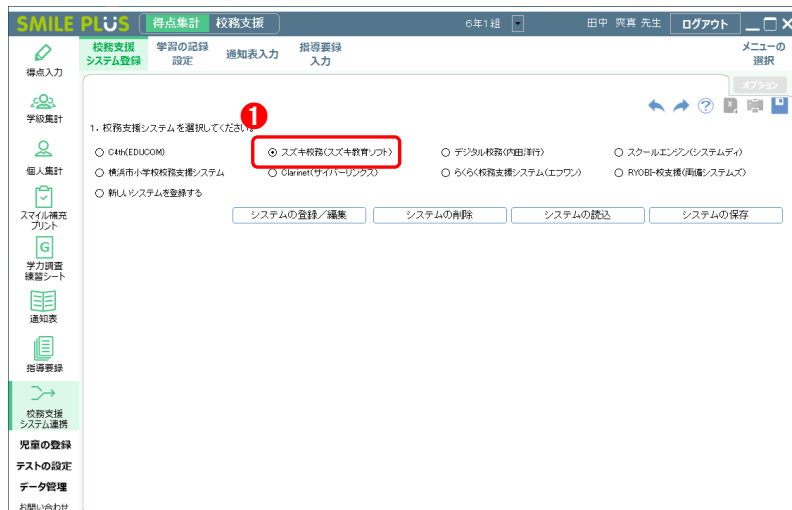 SMILE PLUS 得点集計 校務支援 6年1組 田中 爽真 先生 ログアウト
校務支援
システム登録
学習の記録
設定
通知表入力
指導要録
入力
メニューの
選択
オプション
得点入力
学級集計
個人集計
スマイル補充
プリント
G
学力調査
練習シート
通知表
指導要録
校務支援
システム連携
児童の登録
テストの設定
データ管理
お問い合わせ
1
1. 校務支援システムを選択してください。
C4th(EDUCOM) スズキ校務(スズキ教育ソフト) デジタル校務(内田洋行) スクールエンジン(システムディ)
横浜市小学校校務支援システム Clarinet(サイバーリンクス) らくらく校務支援システム(エフワン) RYOBI-校支援(両備システムズ)
新しいシステムを登録する
システムの登録/編集 システムの削除 システムの読込 システムの保存